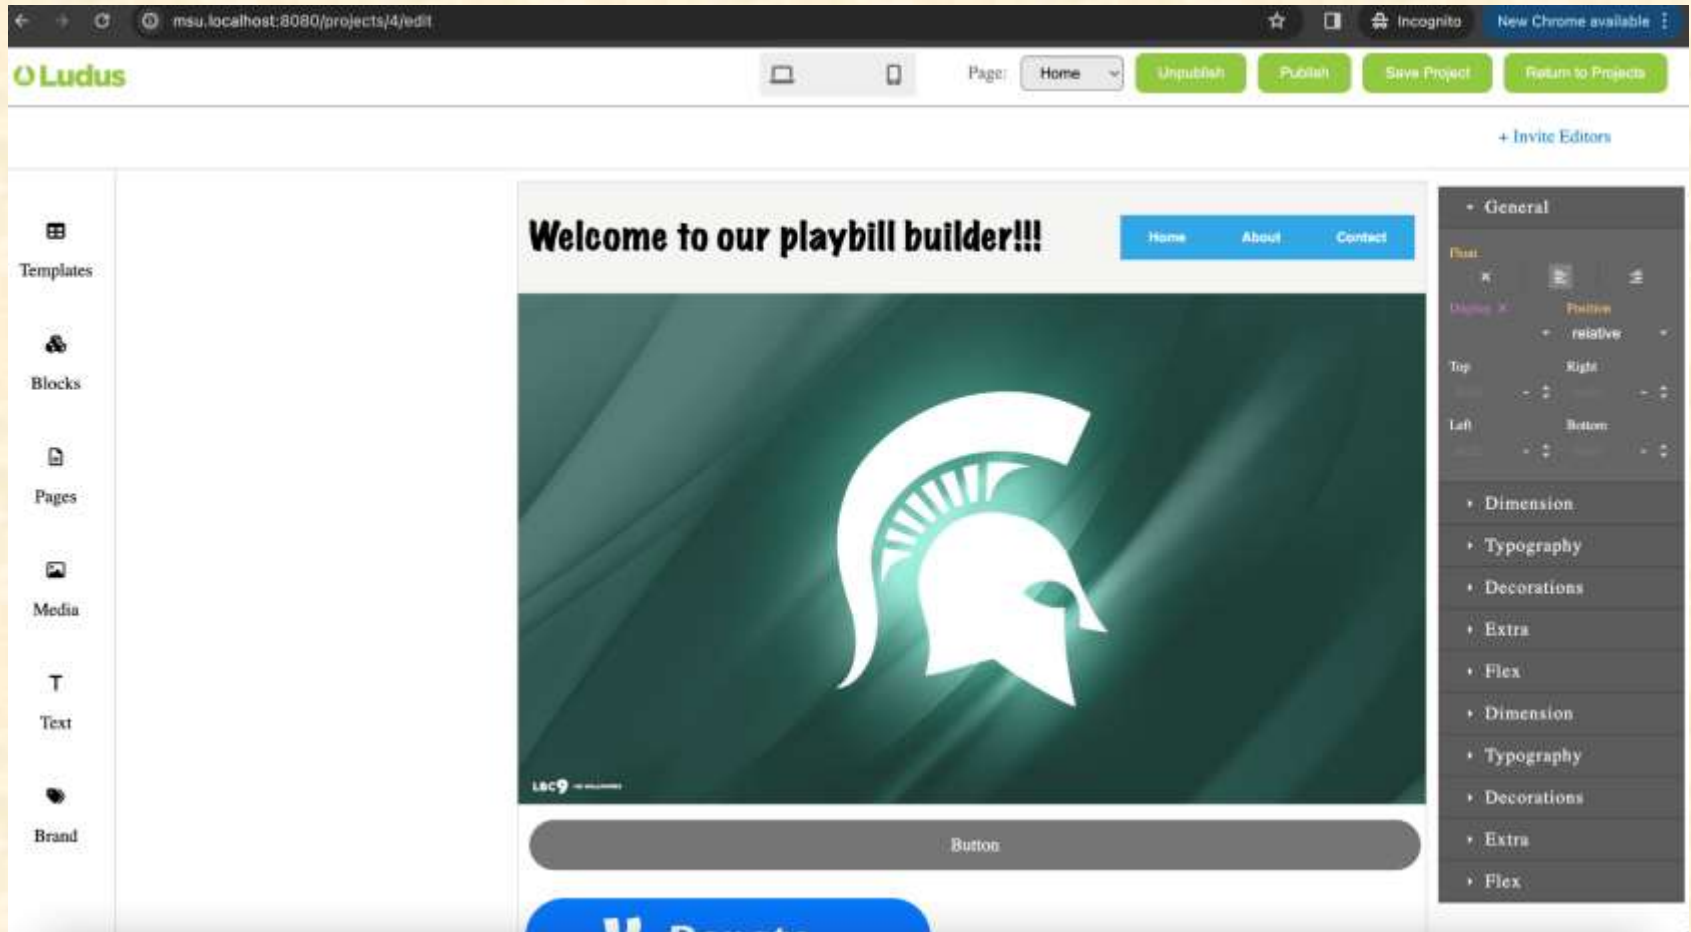 msu.localhost:8080/projects/4/edit
Incognito
New Chrome available
Ludus
Page:
Home
Unpublish
Publish
Save Project
Return to Projects
+ Invite Editors
Templates
Blocks
Pages
Media
Text
Brand
Welcome to our playbill builder!!!
Home
About
Contact
LBC9
Button
General
Float
Display
Position
relative
Top
Right
Left
Bottom
Dimension
Typography
Decorations
Extra
Flex
Dimension
Typography
Decorations
Extra
Flex